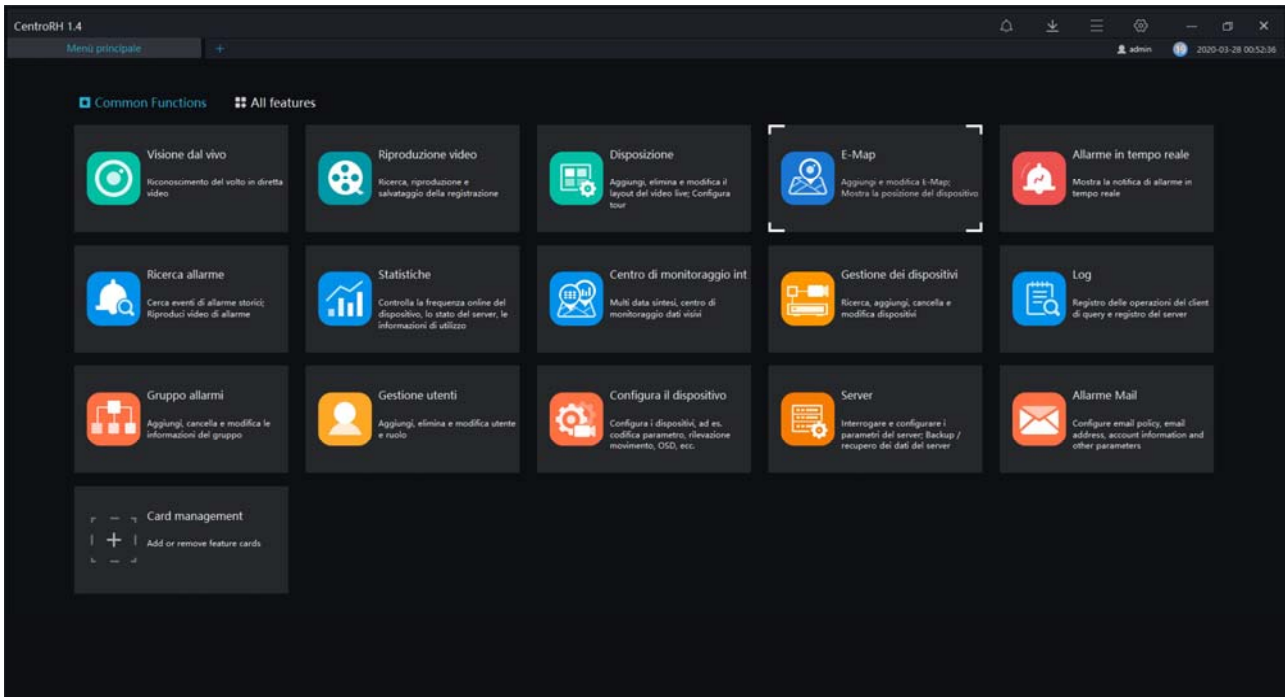 CentroRH 1.4
Menù principale
+
admin
19
2020-03-28 00:52:36
Common Functions
All features
Visione dal vivo
Riconoscimento del volto in diretta
video
Riproduzione video
Ricerca, riproduzione e
salvataggio della registrazione
Disposizione
Aggiungi, elimina e modifica il
layout del video live; Configura
tour
E-Map
Aggiungi e modifica E-Map;
Mostra la posizione del dispositivo
Allarme in tempo reale
Mostra la notifica di allarme in
tempo reale
Ricerca allarme
Cerca eventi di allarme storici;
Riproduci video di allarme
Statistiche
Controlla la frequenza online del
dispositivo, lo stato del server, le
informazioni di utilizzo
Centro di monitoraggio int
Multi data sintesi, centro di
monitoraggio dati visivi
Gestione dei dispositivi
Ricerca, aggiungi, cancella e
modifica dispositivi
Log
Registro delle operazioni del client
di query e registro del server
Gruppo allarmi
Aggiungi, cancella e modifica le
informazioni del gruppo
Gestione utenti
Aggiungi, elimina e modifica utente
e ruolo
Configura il dispositivo
Configura i dispositivi, ad es.
codifica parametro, rilevazione
movimento, OSD, ecc.
Server
Interrogare e configurare i
parametri del server; Backup /
recupero dei dati del server
Allarme Mail
Configure email policy, email
address, account information and
other parameters
Card management
Add or remove feature cards